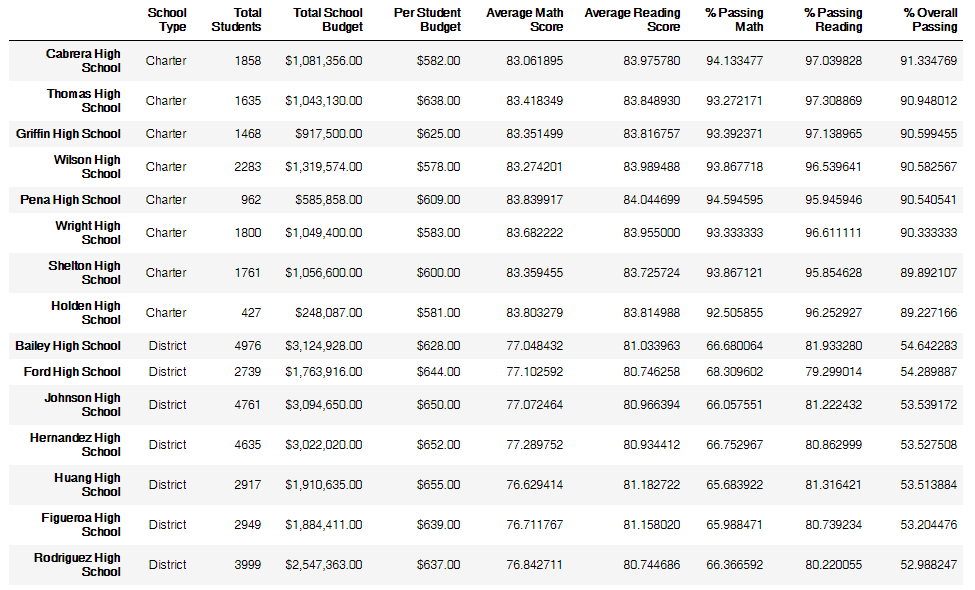 School Type Total Students Total School Budget Per Student Budget Average Math Score Average Reading Score % Passing Math % Passing Reading % Overall Passing
Cabrera High School Charter 1858 $1,081,356.00 $582.00 83.061895 83.975780 94.133477 97.039828 91.334769
Thomas High School Charter 1635 $1,043,130.00 $638.00 83.418349 83.848930 93.272171 97.308869 90.948012
Griffin High School Charter 1468 $917,500.00 $625.00 83.351499 83.816757 93.392371 97.138965 90.599455
Wilson High School Charter 2283 $1,319,574.00 $578.00 83.274201 83.989488 93.867718 96.539641 90.582567
Pena High School Charter 962 $585,858.00 $609.00 83.839917 84.044699 94.594595 95.945946 90.540541
Wright High School Charter 1800 $1,049,400.00 $583.00 83.682222 83.955000 93.333333 96.611111 90.333333
Shelton High School Charter 1761 $1,056,600.00 $600.00 83.359455 83.725724 93.867121 95.854628 89.892107
Holden High School Charter 427 $248,087.00 $581.00 83.803279 83.814988 92.505855 96.252927 89.227166
Bailey High School District 4976 $3,124,928.00 $628.00 77.048432 81.033963 66.680064 81.933280 54.642283
Ford High School District 2739 $1,763,916.00 $644.00 77.102592 80.746258 68.309602 79.299014 54.289887
Johnson High School District 4761 $3,094,650.00 $650.00 77.072464 80.966394 66.057551 81.222432 53.539172
Hernandez High School District 4635 $3,022,020.00 $652.00 77.289752 80.934412 66.752967 80.862999 53.527508
Huang High School District 2917 $1,910,635.00 $655.00 76.629414 81.182722 65.683922 81.316421 53.513884
Figueroa High School District 2949 $1,884,411.00 $639.00 76.711767 81.158020 65.988471 80.739234 53.204476
Rodriguez High School District 3999 $2,547,363.00 $637.00 76.842711 80.744686 66.366592 80.220055 52.988247